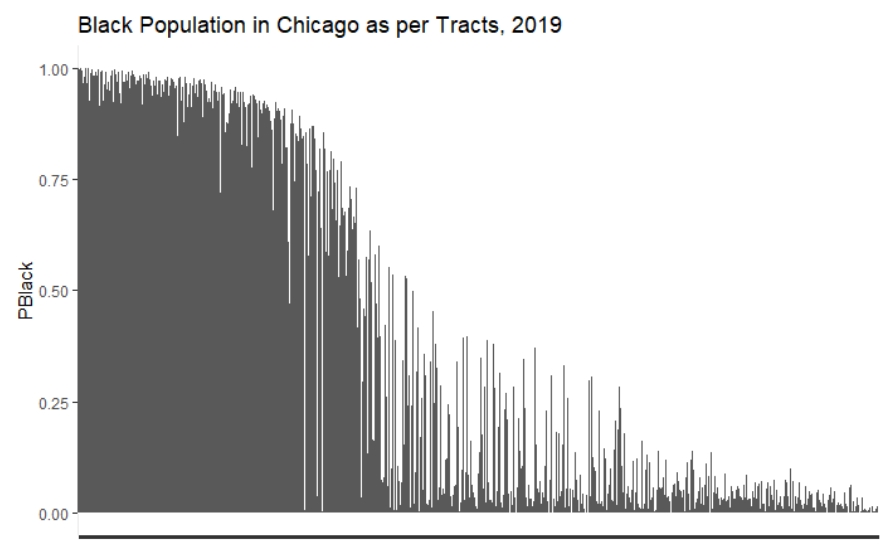 Black Population in Chicago as per Tracts, 2019
1.00
0.75
PBlack
0.50
0.25
0.00